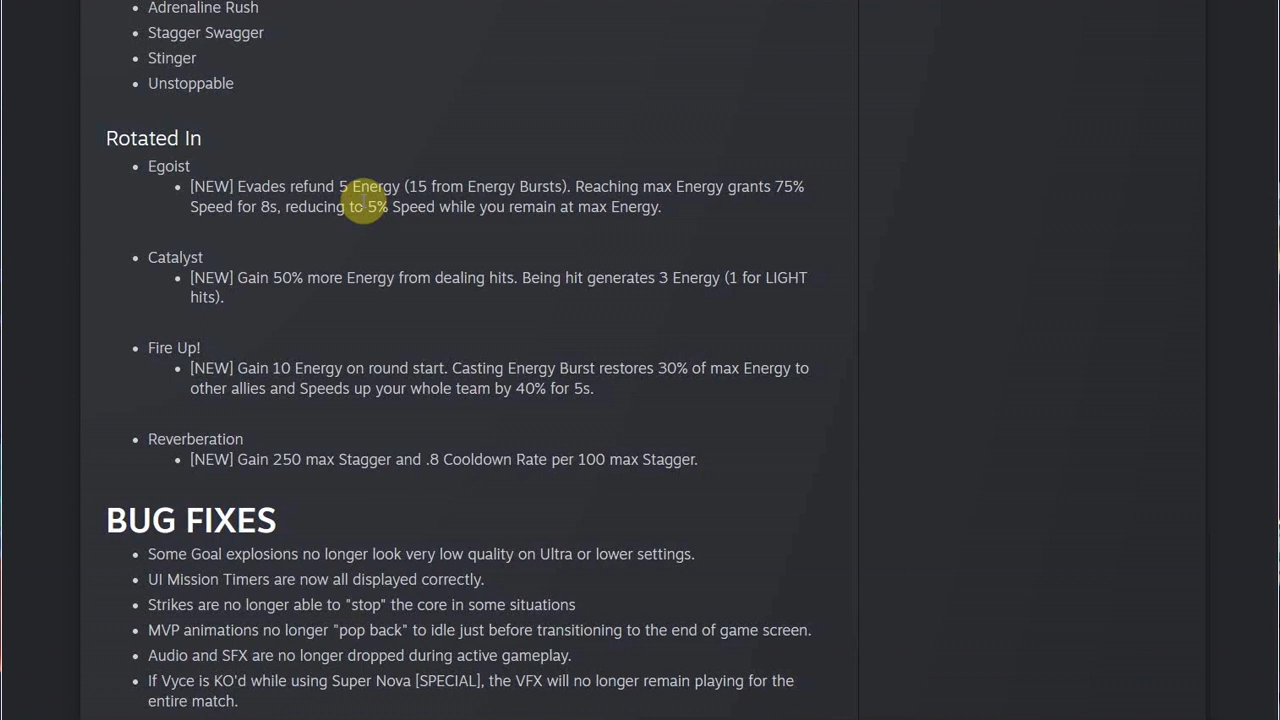 Adrenaline Rush
Stagger Swagger
Stinger
Unstoppable
Rotated In
Egoist
[NEW] Evades refund 5 Energy (15 from Energy Bursts). Reaching max Energy grants 75%
Speed for 8s, reducing to 5% Speed while you remain at max Energy.
Catalyst
[NEW] Gain 50% more Energy from dealing hits. Being hit generates 3 Energy (1 for LIGHT
hits).
Fire Up!
[NEW] Gain 10 Energy on round start. Casting Energy Burst restores 30% of max Energy to
other allies and Speeds up your whole team by 40% for 5s.
Reverberation
[NEW] Gain 250 max Stagger and .8 Cooldown Rate per 100 max Stagger.
BUG FIXES
Some Goal explosions no longer look very low quality on Ultra or lower settings.
UI Mission Timers are now all displayed correctly.
Strikes are no longer able to "stop" the core in some situations
MVP animations no longer "pop back" to idle just before transitioning to the end of game screen.
Audio and SFX are no longer dropped during active gameplay.
If Vyce is KO'd while using Super Nova [SPECIAL], the VFX will no longer remain playing for the
entire match.